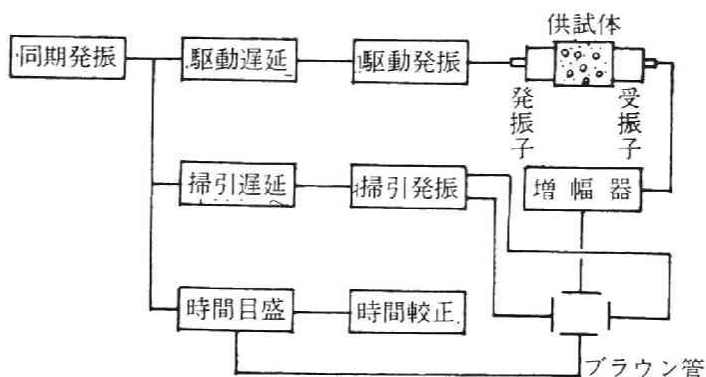 供試体
同期発振
駆動遅延
駆動発振
発振子
受振子
掃引遅延
掃引発振
増幅器
時間目盛
時間較正
ブラウン管